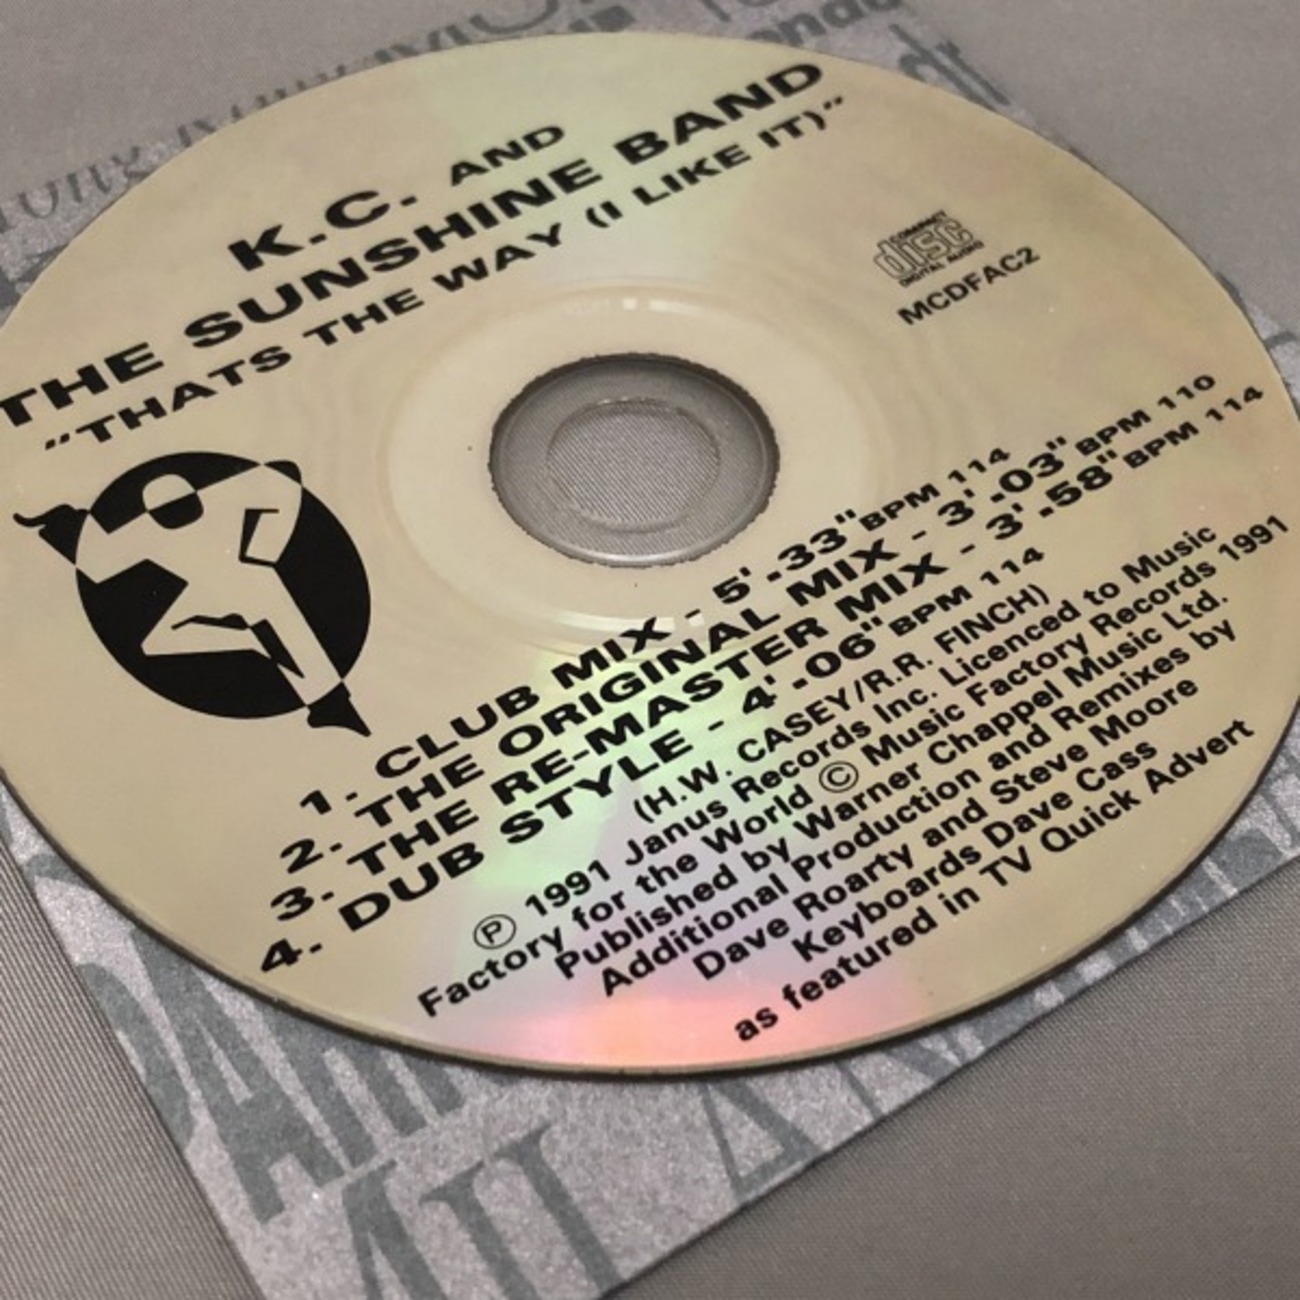 K.C. AND
THE SUNSHINE BAND
"THATS THE WAY (I LIKE IT)"
COMPACT
disc
DIGITAL AUDIO
MCDFAC2
1. CLUB MIX - 5'.33" BPM 114
2. THE ORIGINAL MIX - 3'.03" BPM 110
3. THE RE-MASTER MIX - 3'.58" BPM 114
4. DUB STYLE - 4'-06" BPM 114
(H.W. CASEY/R.R. FINCH)
Ⓟ 1991 Janus Records Inc. Licenced to Music
Factory for the World © Music Factory Records 1991
Published by Warner Chappel Music Ltd.
Additional Production and Remixes by
Dave Roarty and Steve Moore
Keyboards Dave Cass
as featured in TV Quick Advert